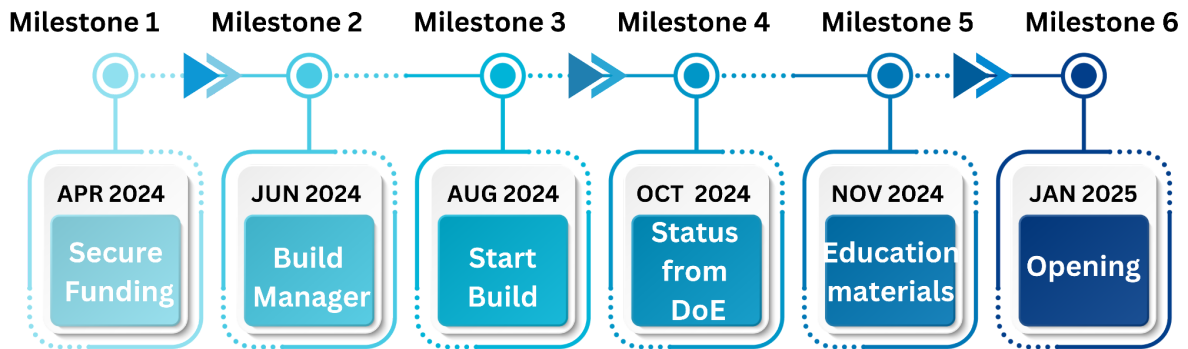 Milestone 1
Milestone 2
Milestone 3
Milestone 4
Milestone 5
Milestone 6
APR 2024
Secure
Funding
JUN 2024
Build
Manager
AUG 2024
Start
Build
OCT 2024
Status
from
DoE
NOV 2024
Education
materials
JAN 2025
Opening